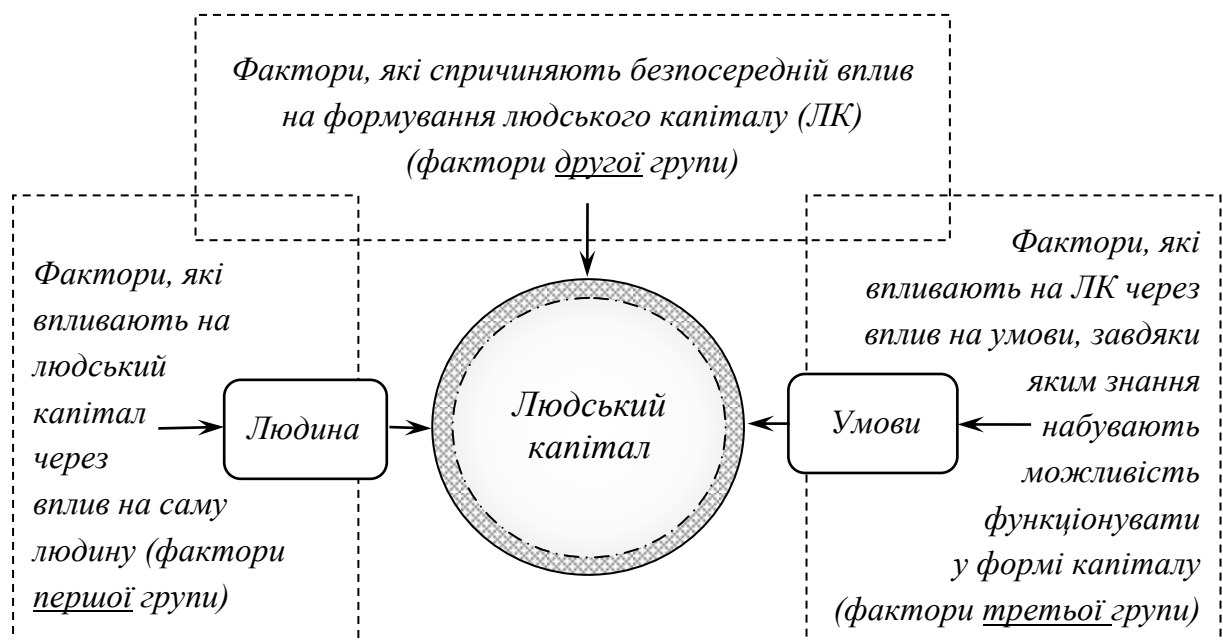 Фактори, які спричиняють безпосередній вплив
на формування людського капіталу (ЛК)
(фактори другої групи)
Фактори, які
впливають на
людський
капітал
через
вплив на саму
людину (фактори
першої групи)
Людина
Людський
капітал
Умови
Фактори, які
впливають на ЛК через
вплив на умови, завдяки
яким знання
набувають
можливість
функціонувати
у формі капіталу
(фактори третьої групи)